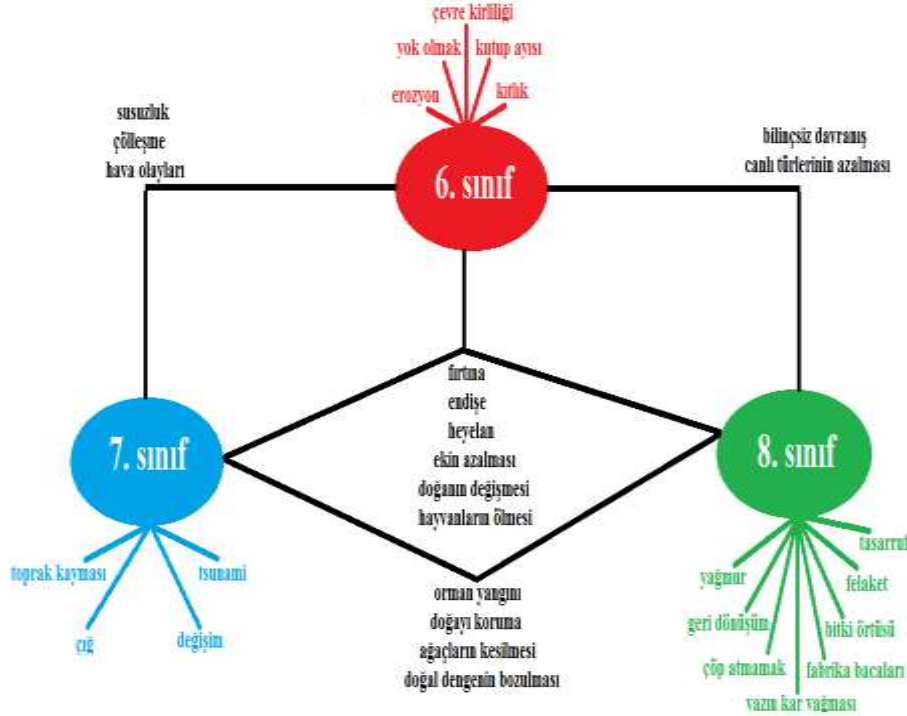 çevre kirliliği
yok olmak
kutup ayısı
erozyon
kıtlık
susuzluk
çölleşme
hava olayları
bilinçsiz davranış
canlı türlerinin azalması
6. sınıf
fırtına
endişe
heyelan
ekin azalması
doğanın değişmesi
hayvanların ölmesi
7. sınıf
8. sınıf
toprak kayması
tsunami
çığ
değişim
orman yangını
doğayı koruma
ağaçların kesilmesi
doğal dengenin bozulması
tasarruf
yağmur
felaket
geri dönüşüm
bitki örtüsü
çöp atmamak
fabrika bacaları
yazın kar yağması